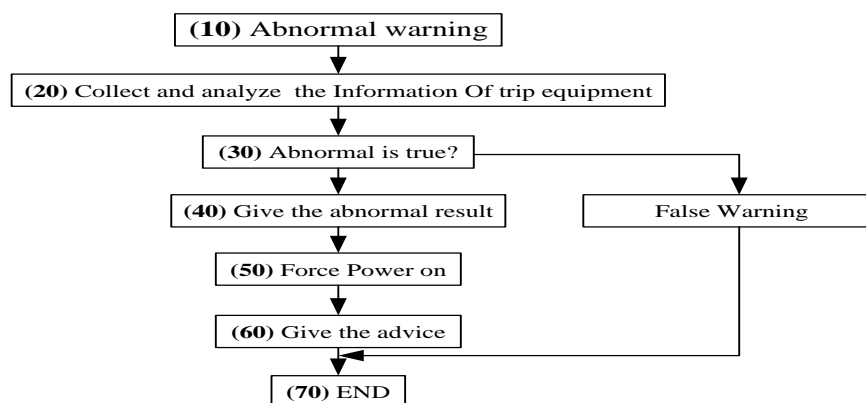 (10) Abnormal warning
(20) Collect and analyze the Information Of trip equipment
(30) Abnormal is true?
(40) Give the abnormal result
False Warning
(50) Force Power on
(60) Give the advice
(70) END